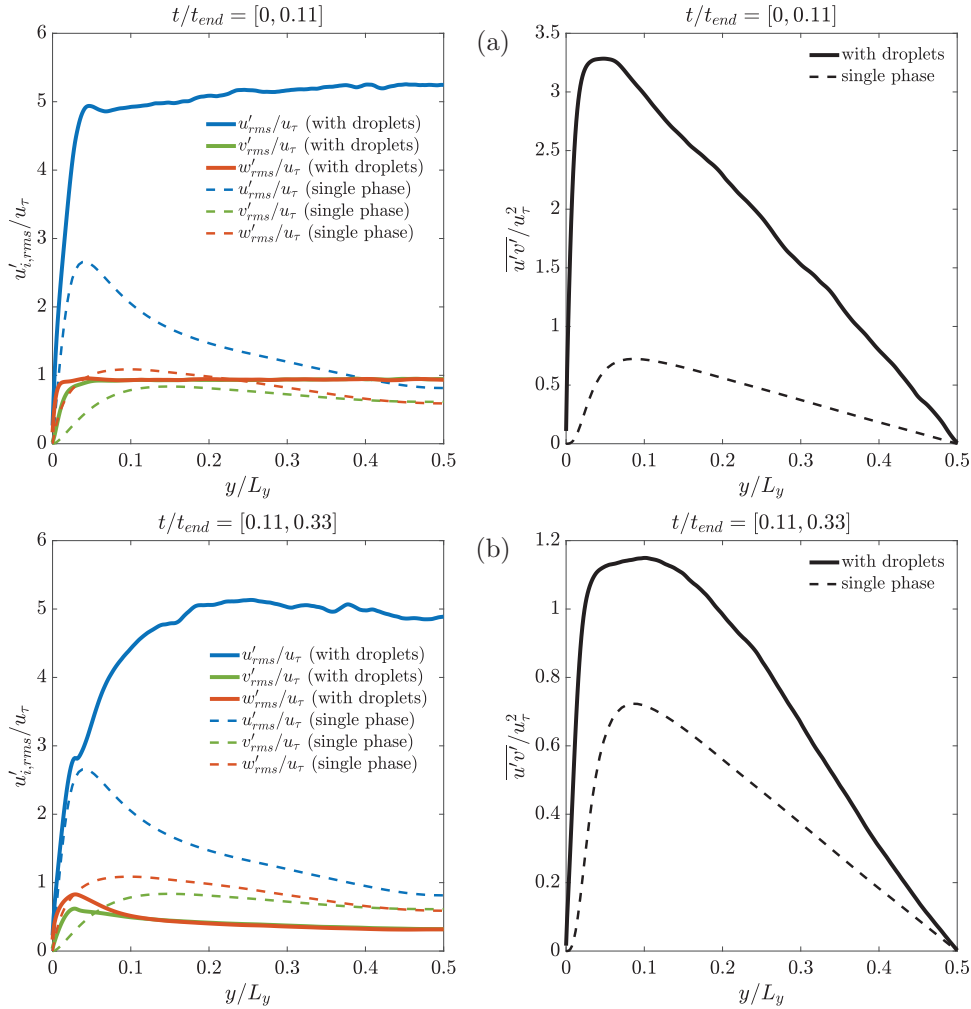 t/t_end = [0, 0.11]
6
5
4
3
2
1
0
u′_{i,rms}/u_τ
u′_rms/u_τ (with droplets)
v′_rms/u_τ (with droplets)
w′_rms/u_τ (with droplets)
u′_rms/u_τ (single phase)
v′_rms/u_τ (single phase)
w′_rms/u_τ (single phase)
0 0.1 0.2 0.3 0.4 0.5
y/L_y
(a)
t/t_end = [0, 0.11]
3.5
3
2.5
2
1.5
1
0.5
0
u′v′/u_τ²
with droplets
single phase
0 0.1 0.2 0.3 0.4 0.5
y/L_y
t/t_end = [0.11, 0.33]
6
5
4
3
2
1
0
u′_{i,rms}/u_τ
u′_rms/u_τ (with droplets)
v′_rms/u_τ (with droplets)
w′_rms/u_τ (with droplets)
u′_rms/u_τ (single phase)
v′_rms/u_τ (single phase)
w′_rms/u_τ (single phase)
0 0.1 0.2 0.3 0.4 0.5
y/L_y
(b)
t/t_end = [0.11, 0.33]
1.2
1
0.8
0.6
0.4
0.2
0
u′v′/u_τ²
with droplets
single phase
0 0.1 0.2 0.3 0.4 0.5
y/L_y